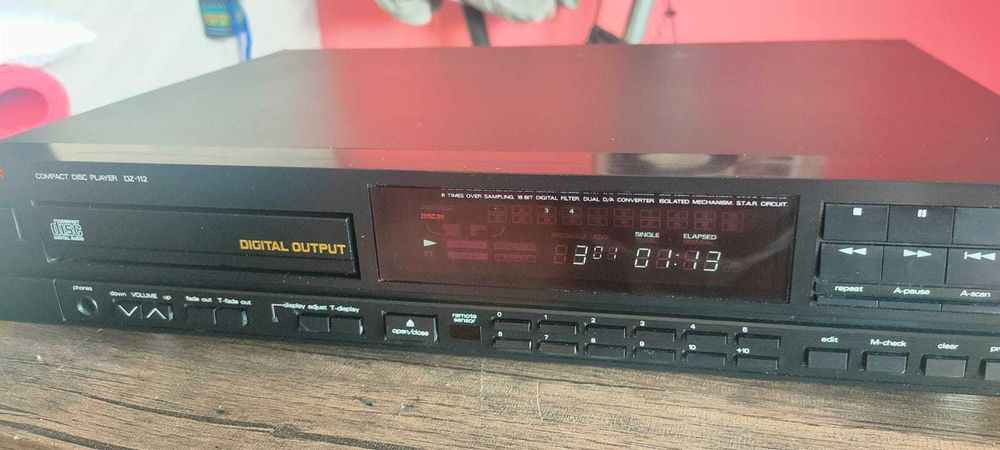 COMPACT DISC PLAYER DZ-112
8 TIMES OVER SAMPLING. 18 BIT DIGITAL FILTER. DUAL D/A CONVERTER. ISOLATED MECHANISM. S.T.A.R. CIRCUIT.
DISC IN 3 4
PROGRAM SINGLE ELAPSED
3 01 01:13
COMPACT
disc
DIGITAL AUDIO
DIGITAL OUTPUT
repeat A-pause A-scan
phones
down VOLUME up fade out T-fade out
display adjust T-display
open/close
remote
sensor
0 1 2 3 4 5
6 7 8 9 10 +10
edit M-check clear